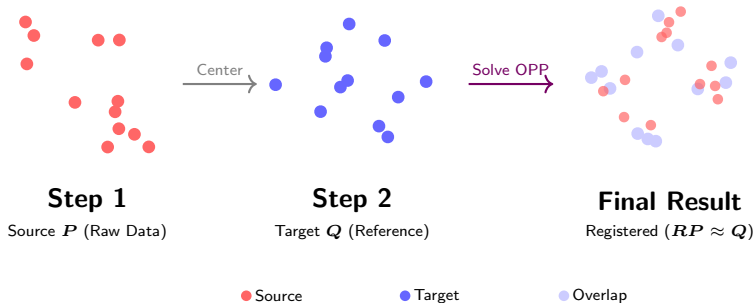 Center
Solve OPP
Step 1
Step 2
Final Result
Source P (Raw Data)
Target Q (Reference)
Registered (RP ≈ Q)
Source
Target
Overlap